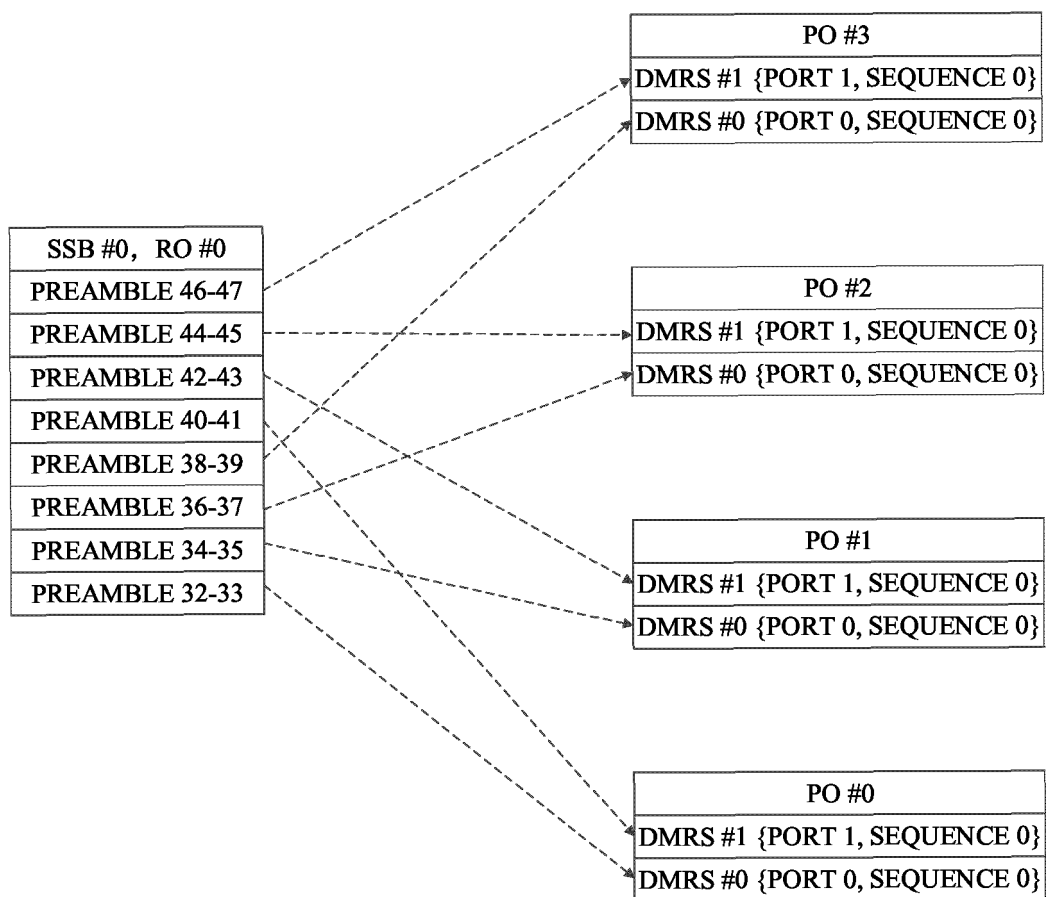 PO #3
DMRS #1 {PORT 1, SEQUENCE 0}
DMRS #0 {PORT 0, SEQUENCE 0}
SSB #0, RO #0
PREAMBLE 46-47
PREAMBLE 44-45
PREAMBLE 42-43
PREAMBLE 40-41
PREAMBLE 38-39
PREAMBLE 36-37
PREAMBLE 34-35
PREAMBLE 32-33
PO #2
DMRS #1 {PORT 1, SEQUENCE 0}
DMRS #0 {PORT 0, SEQUENCE 0}
PO #1
DMRS #1 {PORT 1, SEQUENCE 0}
DMRS #0 {PORT 0, SEQUENCE 0}
PO #0
DMRS #1 {PORT 1, SEQUENCE 0}
DMRS #0 {PORT 0, SEQUENCE 0}